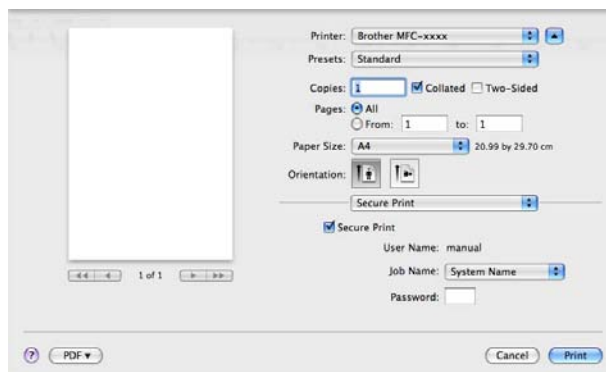 Printer: Brother MFC-xxxx
Presets: Standard
Copies: 1 Collated Two-Sided
Pages: All
From: 1 to: 1
Paper Size: A4 20.99 by 29.70 cm
Orientation:
Secure Print
Secure Print
User Name: manual
Job Name: System Name
Password:
1 of 1
? PDF ▾ Cancel Print